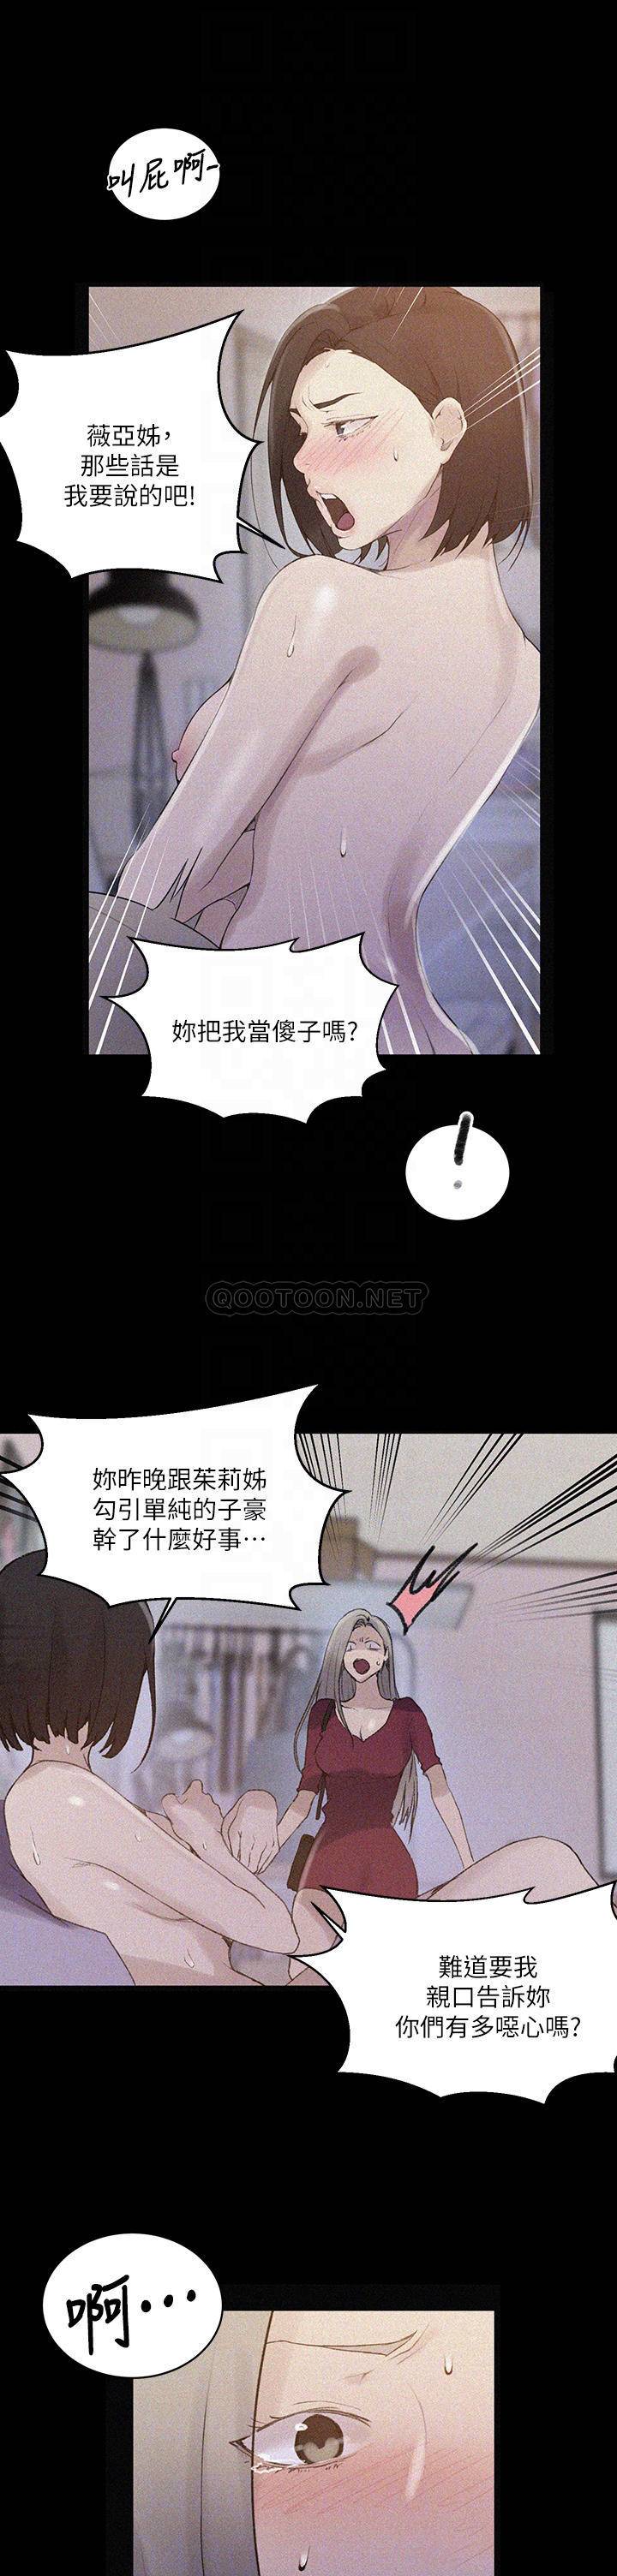 叫屁啊~
薇亞姊，
那些話是
我要說的吧!
妳把我當傻子嗎?
!
QOOTOON.NET
妳昨晚跟茱莉姊
勾引單純的子豪
幹了什麼好事⋯
難道要我
親口告訴妳
你們有多噁心嗎?
啊⋯